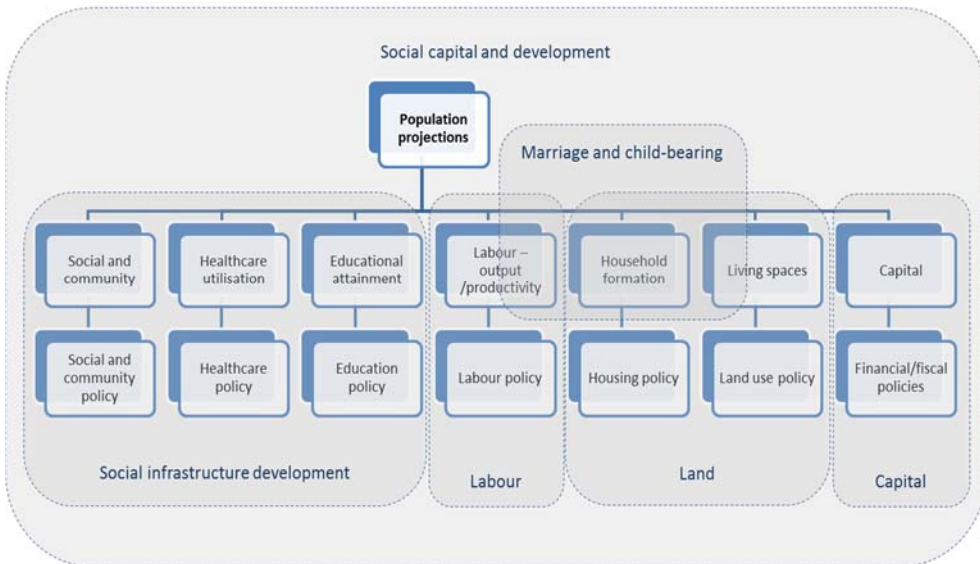 Social capital and development
Population
projections
Marriage and child-bearing
Social and
community
Healthcare
utilisation
Educational
attainment
Labour –
output
/productivity
Household
formation
Living spaces
Capital
Social and
community
policy
Healthcare
policy
Education
policy
Labour policy
Housing policy
Land use policy
Financial/fiscal
policies
Social infrastructure development
Labour
Land
Capital